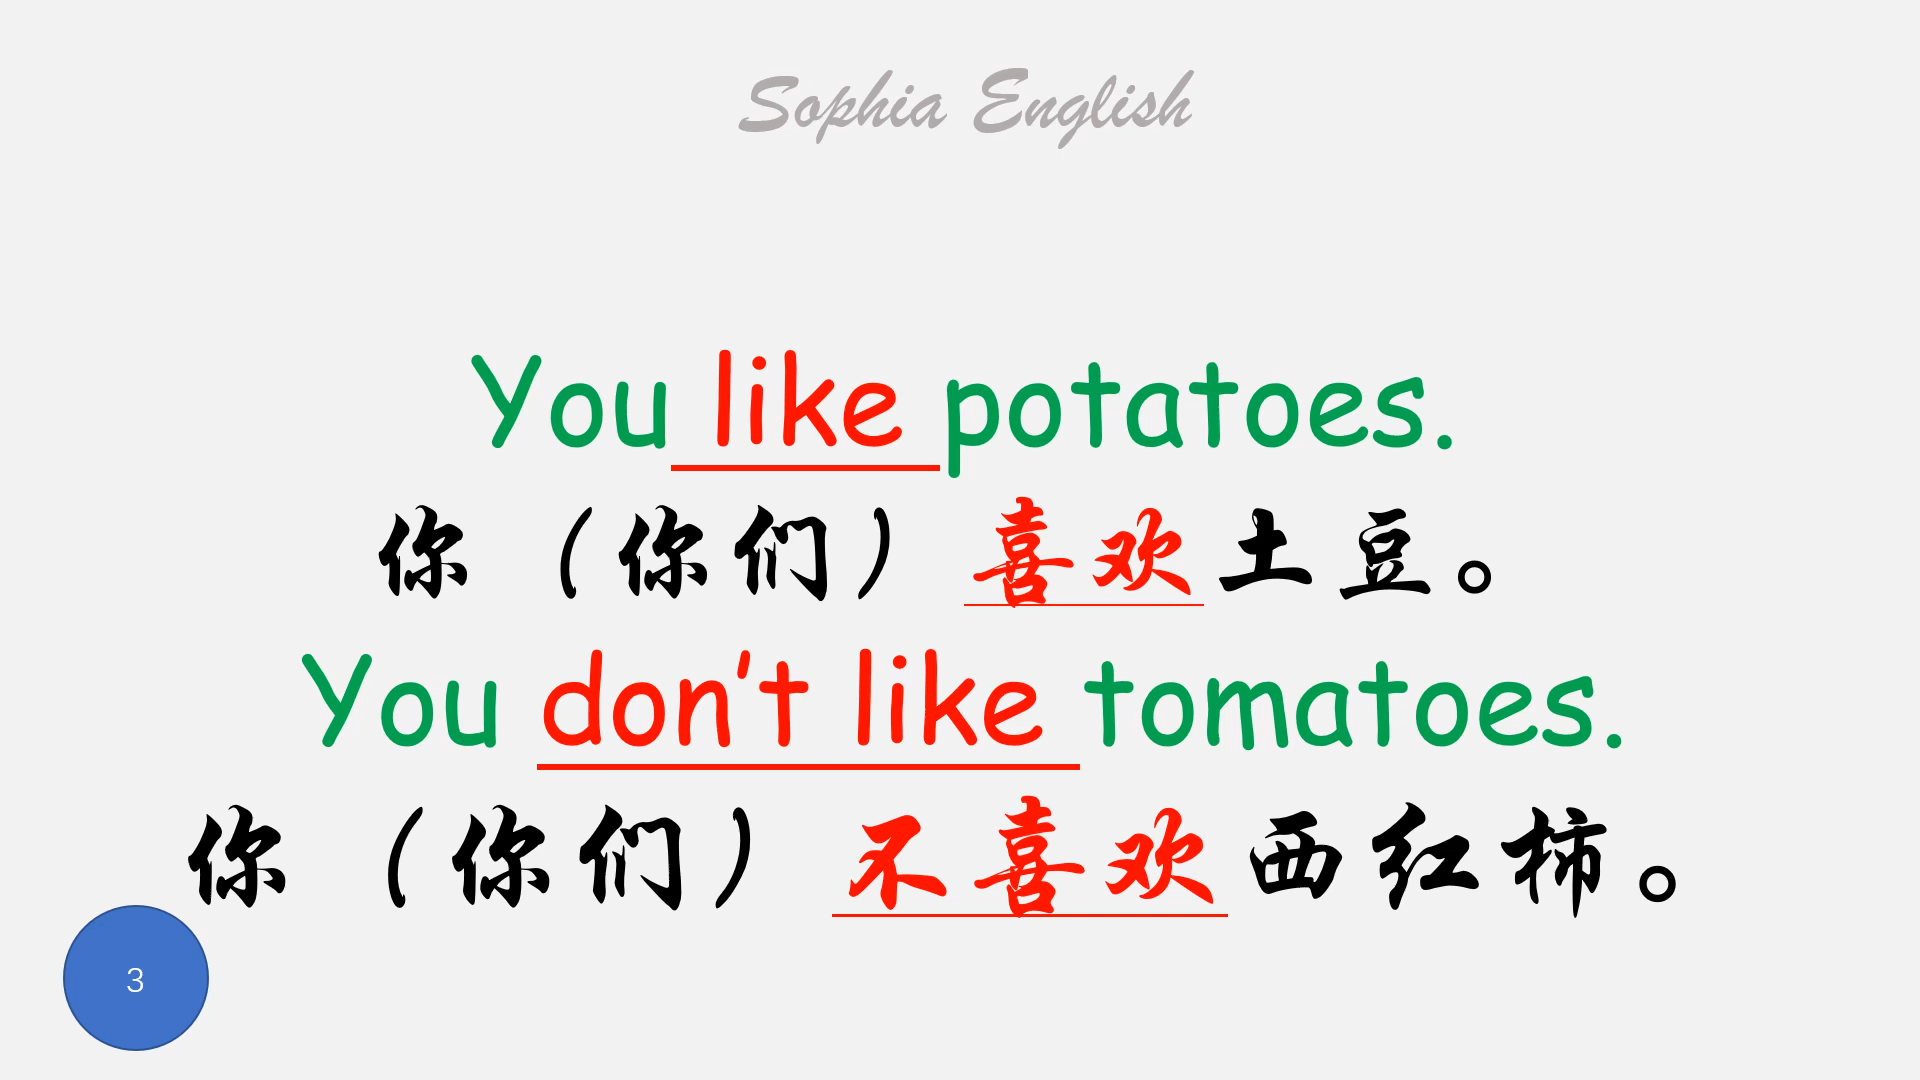 Sophia English
You like potatoes.
你（你们）喜欢土豆。
You don't like tomatoes.
你（你们）不喜欢西红柿。
3